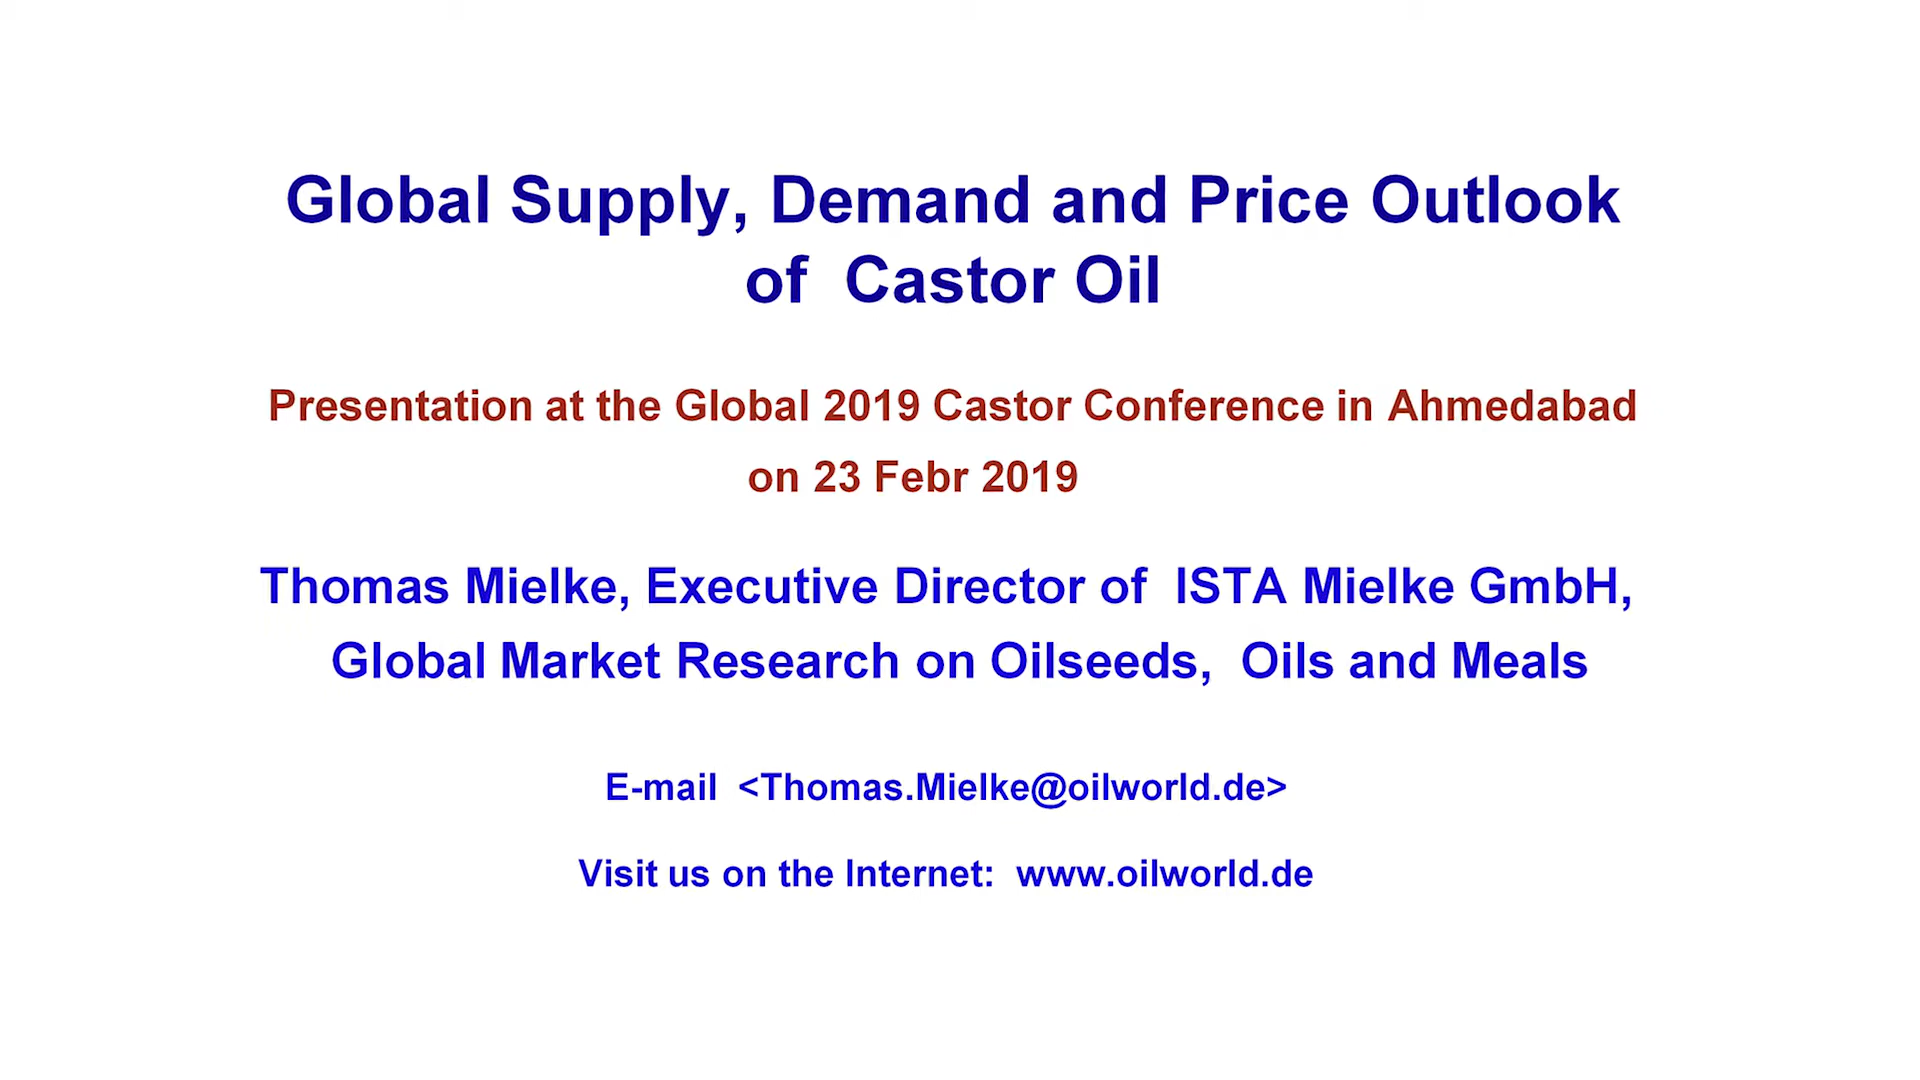 Global Supply, Demand and Price Outlook
of Castor Oil
Presentation at the Global 2019 Castor Conference in Ahmedabad
on 23 Febr 2019
Thomas Mielke, Executive Director of ISTA Mielke GmbH,
Global Market Research on Oilseeds, Oils and Meals
E-mail <Thomas.Mielke@oilworld.de>
Visit us on the Internet: www.oilworld.de